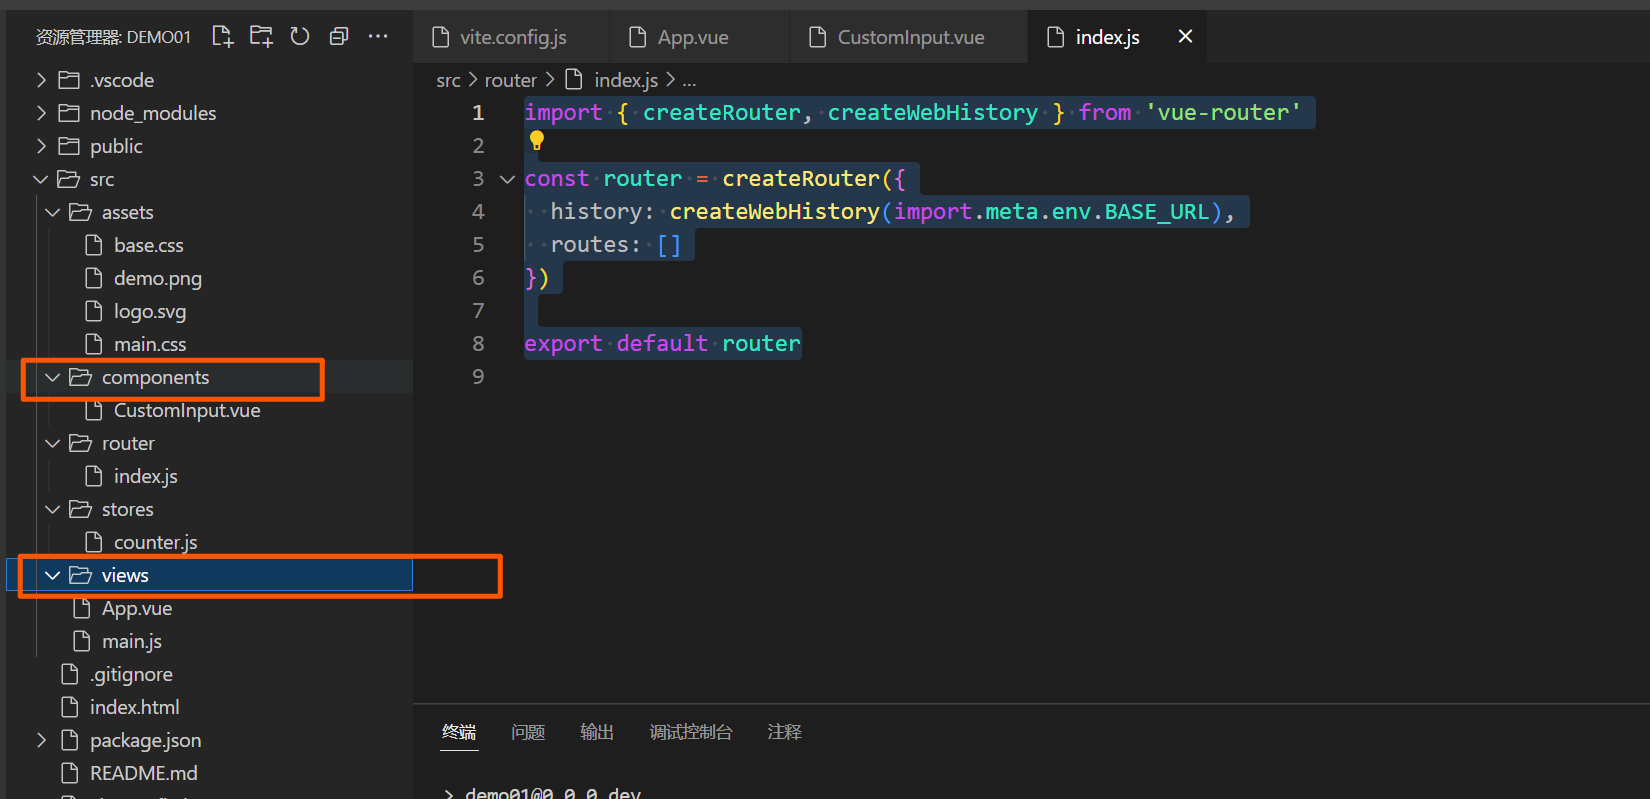 资源管理器: DEMO01
.vscode
node_modules
public
src
assets
base.css
demo.png
logo.svg
main.css
components
CustomInput.vue
router
index.js
stores
counter.js
views
App.vue
main.js
.gitignore
index.html
package.json
README.md
vite.config.js
App.vue
CustomInput.vue
index.js
src > router > index.js > ...
1 import { createRouter, createWebHistory } from 'vue-router'
2
3 const router = createRouter({
4 history: createWebHistory(import.meta.env.BASE_URL),
5 routes: []
6 })
7
8 export default router
9
终端 问题 输出 调试控制台 注释
> demo01@0.0.0 dev